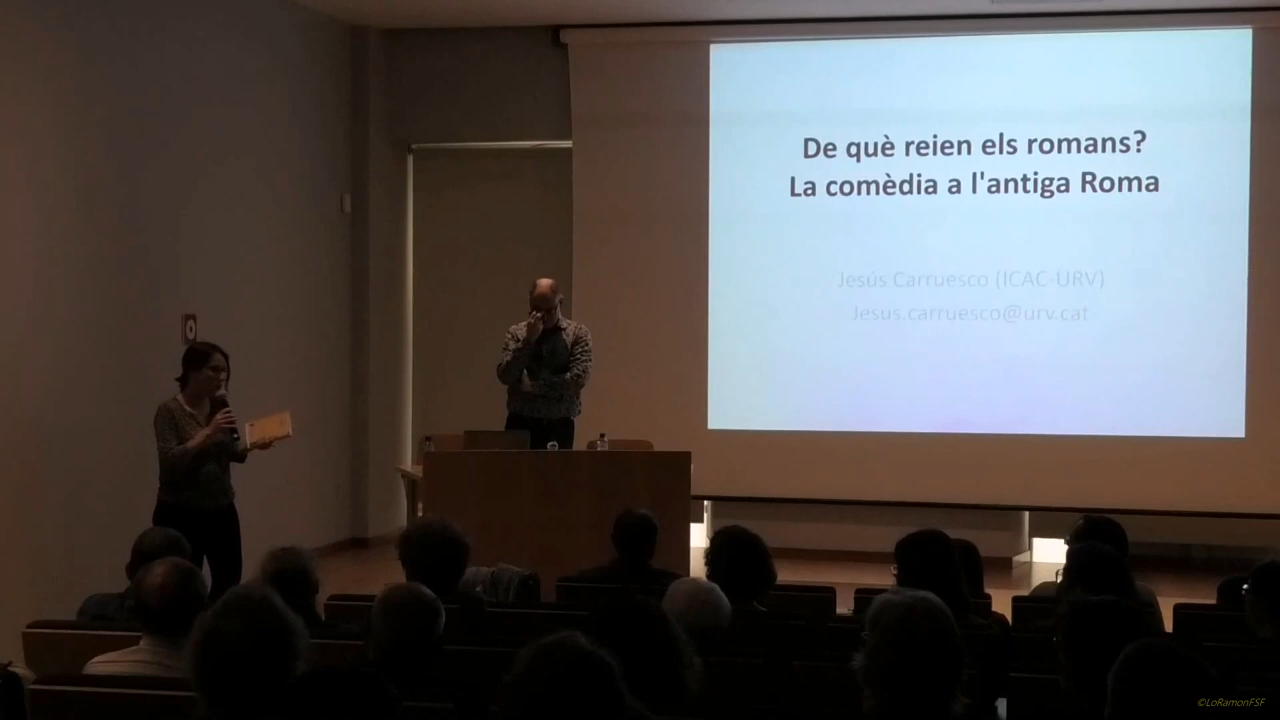 De què reien els romans?
La comèdia a l'antiga Roma
Jesús Carruesco (ICAC-URV)
Jesus.carruesco@urv.cat
©LoRamonFSF